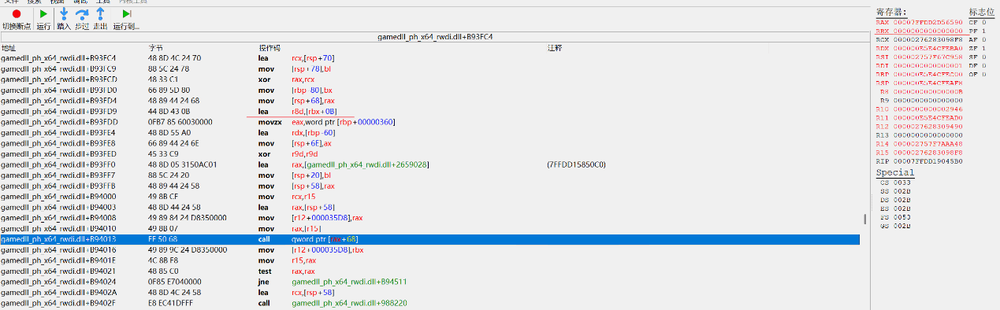 文件 搜索 视图 调试 工具 内核工具
切换断点 运行 踏入 步过 走出 运行到...
gamedll_ph_x64_rwdi.dll+B93FC4
地址 字节 操作码 注释
gamedll_ph_x64_rwdi.dll+B93FC4 48 8D 4C 24 70 lea rcx,[rsp+70]
gamedll_ph_x64_rwdi.dll+B93FC9 88 5C 24 78 mov [rsp+78],bl
gamedll_ph_x64_rwdi.dll+B93FCD 48 33 C1 xor rax,rcx
gamedll_ph_x64_rwdi.dll+B93FD0 66 89 5D 80 mov [rbp-80],bx
gamedll_ph_x64_rwdi.dll+B93FD4 48 89 44 24 68 mov [rsp+68],rax
gamedll_ph_x64_rwdi.dll+B93FD9 44 8D 43 0B lea r8d,[rbx+0B]
gamedll_ph_x64_rwdi.dll+B93FDD 0FB7 85 60030000 movzx eax,word ptr [rbp+00000360]
gamedll_ph_x64_rwdi.dll+B93FE4 48 8D 55 A0 lea rdx,[rbp-60]
gamedll_ph_x64_rwdi.dll+B93FE8 66 89 44 24 6E mov [rsp+6E],ax
gamedll_ph_x64_rwdi.dll+B93FED 45 33 C9 xor r9d,r9d
gamedll_ph_x64_rwdi.dll+B93FF0 48 8D 05 3150AC01 lea rax,[gamedll_ph_x64_rwdi.dll+2659028] (7FFDD15850C0)
gamedll_ph_x64_rwdi.dll+B93FF7 88 5C 24 20 mov [rsp+20],bl
gamedll_ph_x64_rwdi.dll+B93FFB 48 89 44 24 58 mov [rsp+58],rax
gamedll_ph_x64_rwdi.dll+B94000 49 8B CF mov rcx,r15
gamedll_ph_x64_rwdi.dll+B94003 48 8D 44 24 58 lea rax,[rsp+58]
gamedll_ph_x64_rwdi.dll+B94008 49 89 84 24 D8350000 mov [r12+000035D8],rax
gamedll_ph_x64_rwdi.dll+B94010 49 8B 07 mov rax,[r15]
gamedll_ph_x64_rwdi.dll+B94013 FF 50 68 call qword ptr [rax+68]
gamedll_ph_x64_rwdi.dll+B94016 49 89 9C 24 D8350000 mov [r12+000035D8],rbx
gamedll_ph_x64_rwdi.dll+B9401E 4C 8B F8 mov r15,rax
gamedll_ph_x64_rwdi.dll+B94021 48 85 C0 test rax,rax
gamedll_ph_x64_rwdi.dll+B94024 0F85 E7040000 jne gamedll_ph_x64_rwdi.dll+B94511
gamedll_ph_x64_rwdi.dll+B9402A 48 8D 4C 24 58 lea rcx,[rsp+58]
gamedll_ph_x64_rwdi.dll+B9402F E8 EC41DFFF call gamedll_ph_x64_rwdi.dll+988220
寄存器: 标志位
RAX 00007FFDD2D56590 CF 0
RBX 0000000000000000 PF 1
RCX 00000276283098F8 AF 0
RDX 000000E5E4CFEBA0 ZF 1
RSI 000002757F67C958 SF 0
RDI 0000000000000001 DF 0
RBP 000000E5E4CFEC00 OF 0
RSP 000000E5E4CFEAF8
R8 000000000000000B
R9 0000000000000000
R10 0000000000002946
R11 000000E5E4CFEAD0
R12 0000027628309490
R13 0000000000000000
R14 000002757F7AAA48
R15 00000276283098F8
RIP 00007FFDD19045B0
Special
CS 0033
SS 002B
DS 002B
ES 002B
FS 0053
GS 002B